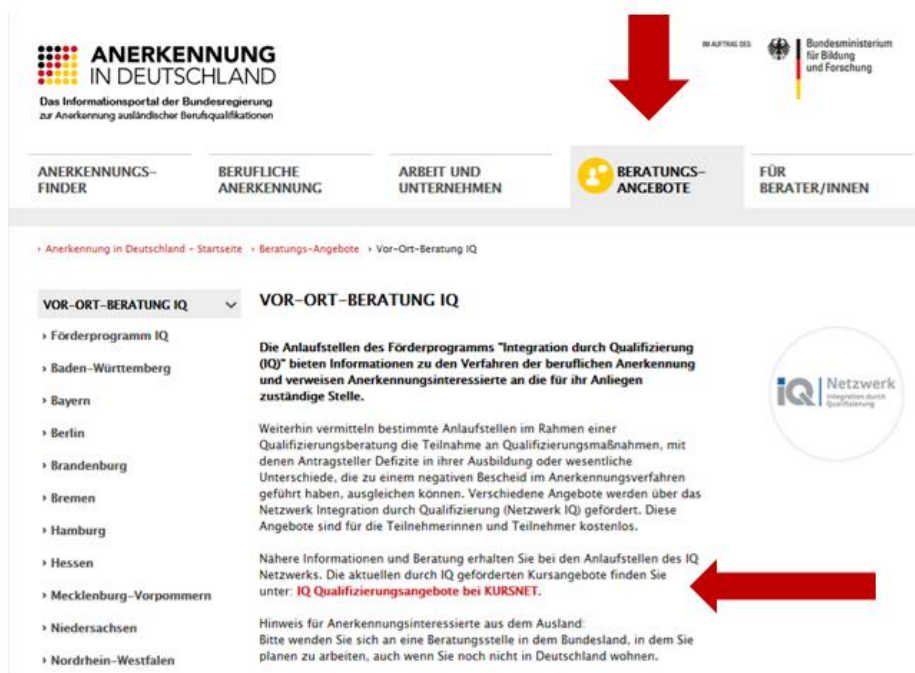 ANERKENNUNG
IN DEUTSCHLAND
Das Informationsportal der Bundesregierung
zur Anerkennung ausländischer Berufsqualifikationen
IM AUFTRAG DES
Bundesministerium
für Bildung
und Forschung
ANERKENNUNGS-
FINDER
BERUFLICHE
ANERKENNUNG
ARBEIT UND
UNTERNEHMEN
BERATUNGS-
ANGEBOTE
FÜR
BERATER/INNEN
› Anerkennung in Deutschland - Startseite › Beratungs-Angebote › Vor-Ort-Beratung IQ
VOR-ORT-BERATUNG IQ
› Förderprogramm IQ
› Baden-Württemberg
› Bayern
› Berlin
› Brandenburg
› Bremen
› Hamburg
› Hessen
› Mecklenburg-Vorpommern
› Niedersachsen
› Nordrhein-Westfalen
VOR-ORT-BERATUNG IQ
Die Anlaufstellen des Förderprogramms "Integration durch Qualifizierung
(IQ)" bieten Informationen zu den Verfahren der beruflichen Anerkennung
und verweisen Anerkennungsinteressierte an die für ihr Anliegen
zuständige Stelle.
Weiterhin vermitteln bestimmte Anlaufstellen im Rahmen einer
Qualifizierungsberatung die Teilnahme an Qualifizierungsmaßnahmen, mit
denen Antragsteller Defizite in ihrer Ausbildung oder wesentliche
Unterschiede, die zu einem negativen Bescheid im Anerkennungsverfahren
geführt haben, ausgleichen können. Verschiedene Angebote werden über das
Netzwerk Integration durch Qualifizierung (Netzwerk IQ) gefördert. Diese
Angebote sind für die Teilnehmerinnen und Teilnehmer kostenlos.
Nähere Informationen und Beratung erhalten Sie bei den Anlaufstellen des IQ
Netzwerks. Die aktuellen durch IQ geförderten Kursangebote finden Sie
unter: IQ Qualifizierungsangebote bei KURSNET.
Hinweis für Anerkennungsinteressierte aus dem Ausland:
Bitte wenden Sie sich an eine Beratungsstelle in dem Bundesland, in dem Sie
planen zu arbeiten, auch wenn Sie noch nicht in Deutschland wohnen.
iQ Netzwerk
Integration durch
Qualifizierung